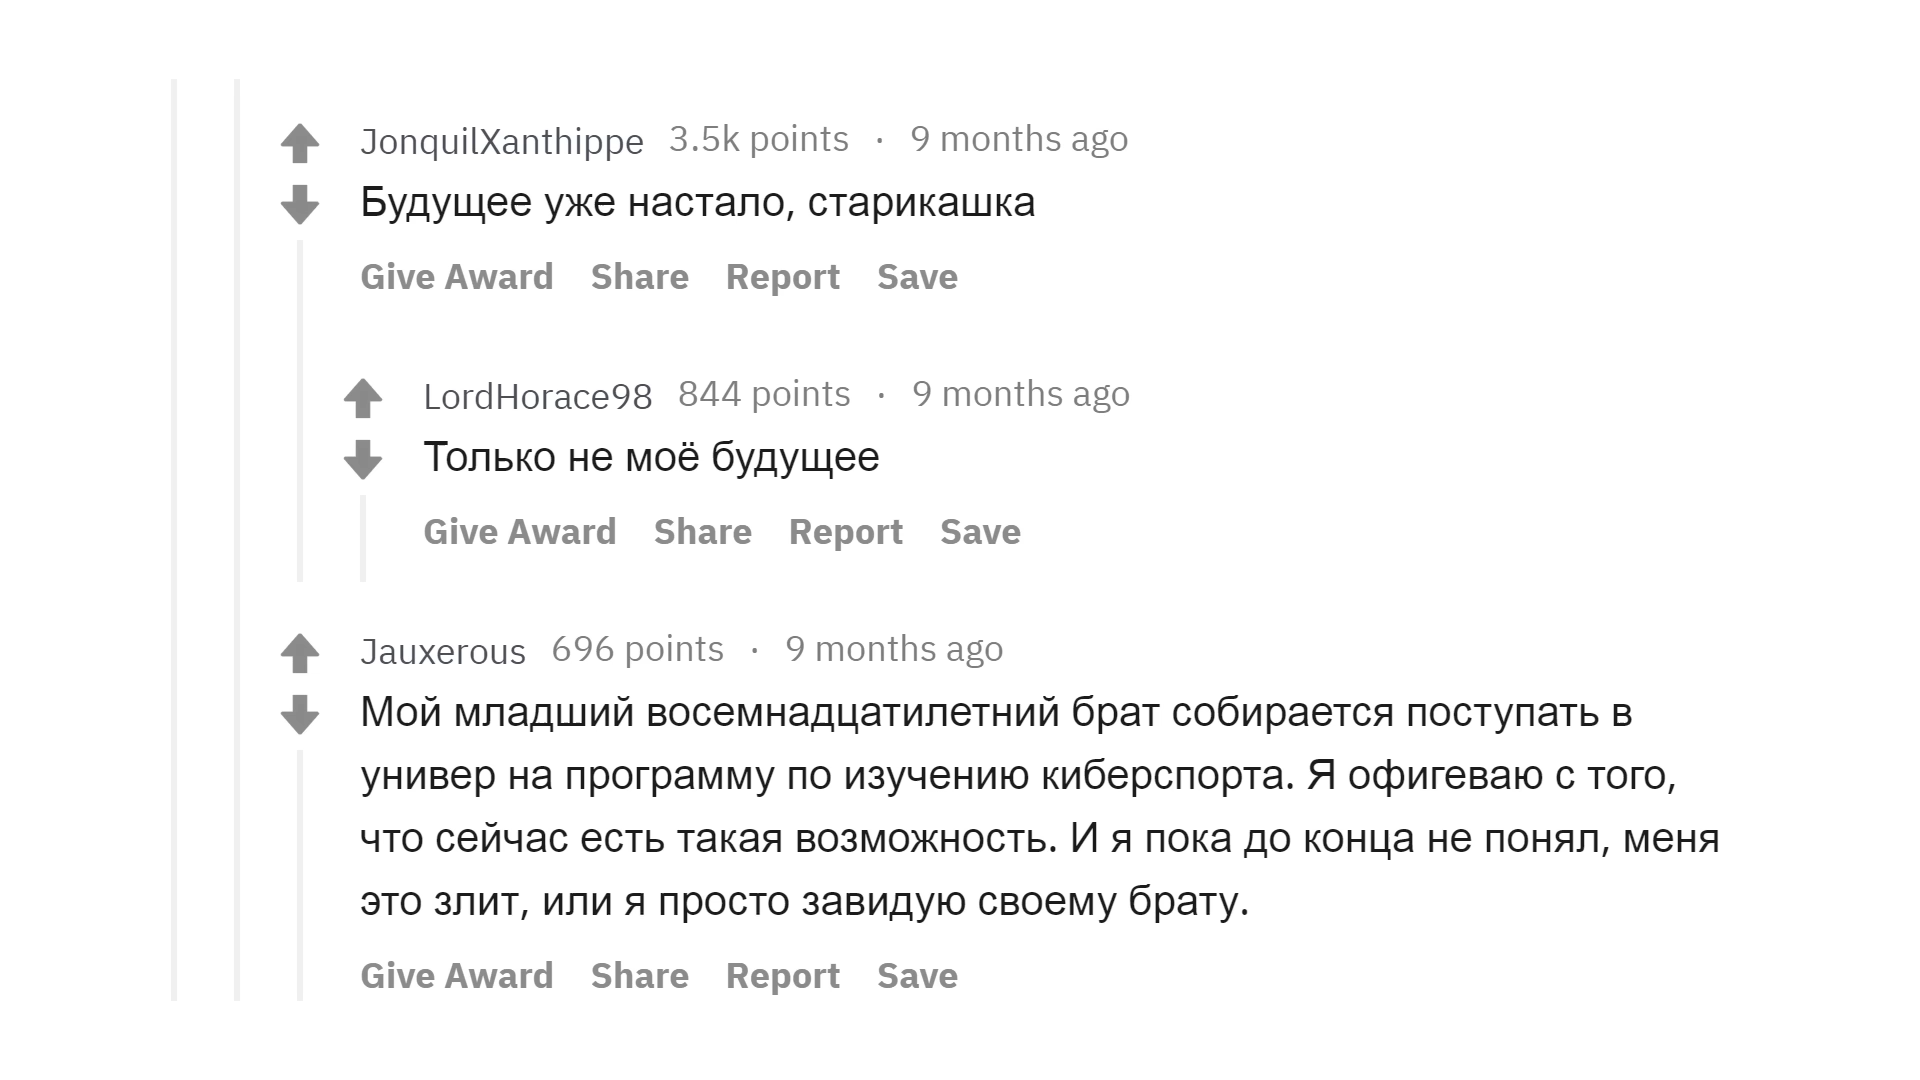 JonquilXanthippe 3.5k points · 9 months ago
Будущее уже настало, старикашка
Give Award Share Report Save
LordHorace98 844 points · 9 months ago
Только не моё будущее
Give Award Share Report Save
Jauxerous 696 points · 9 months ago
Мой младший восемнадцатилетний брат собирается поступать в
универ на программу по изучению киберспорта. Я офигеваю с того,
что сейчас есть такая возможность. И я пока до конца не понял, меня
это злит, или я просто завидую своему брату.
Give Award Share Report Save